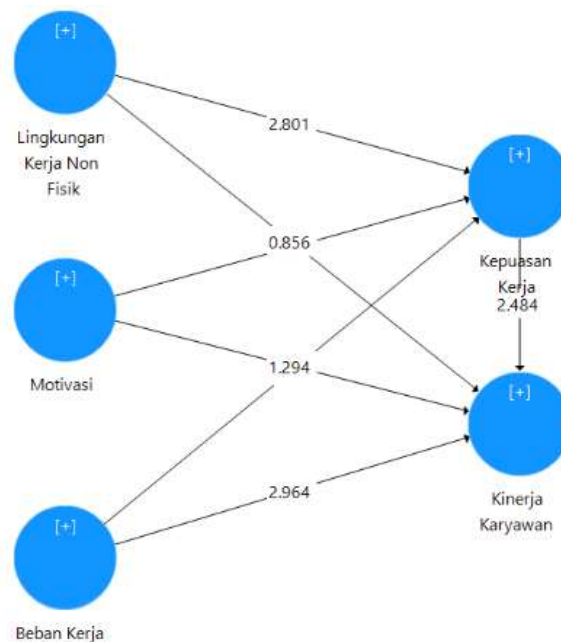 [+]
Lingkungan
Kerja Non
Fisik
2.801
[+]
Kepuasan
Kerja
0.856
2.484
[+]
Motivasi
1.294
[+]
Kinerja
Karyawan
2.964
[+]
Beban Kerja